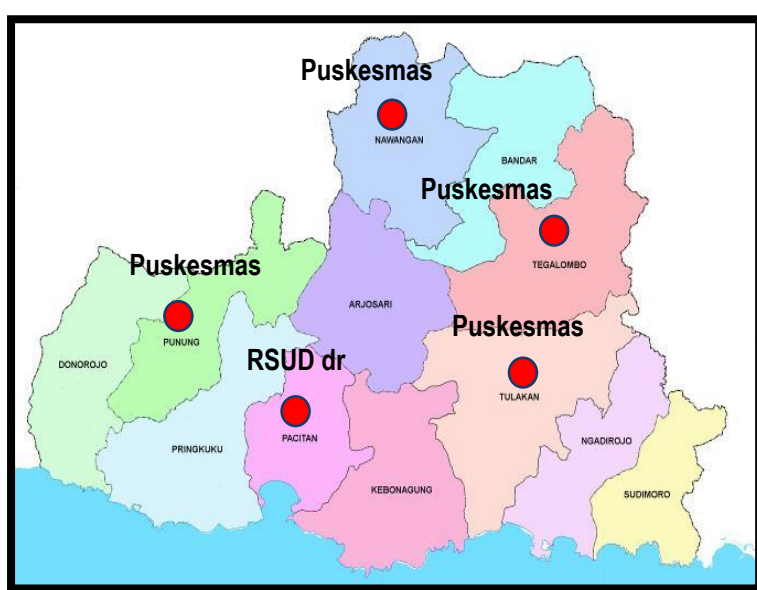 Puskesmas
NAWANGAN
BANDAR
Puskesmas
TEGALOMBO
Puskesmas
PUNUNG
ARJOSARI
Puskesmas
TULAKAN
DONOROJO
RSUD dr
PACITAN
PRINGKUKU
KEBONAGUNG
NGADIROJO
SUDIMORO